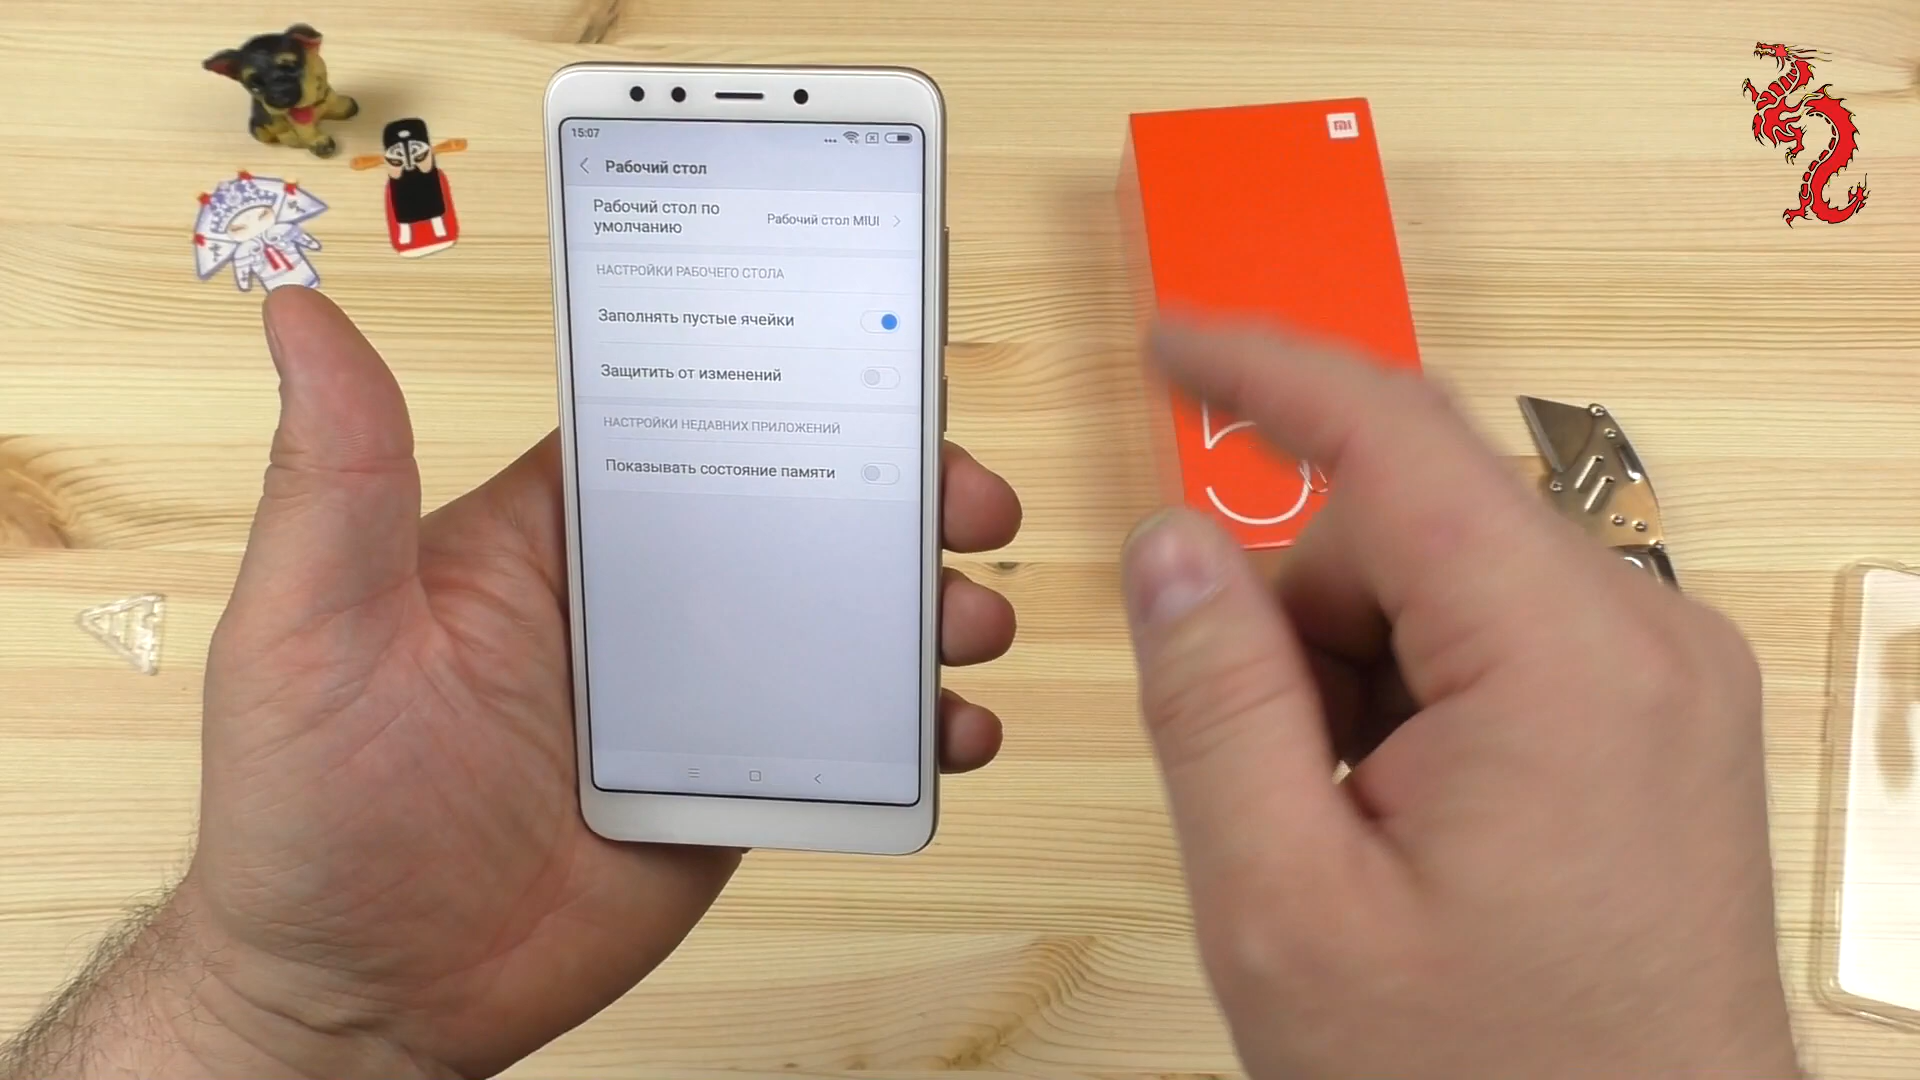 15:07
Рабочий стол
Рабочий стол по
умолчанию
Рабочий стол MIUI
НАСТРОЙКИ РАБОЧЕГО СТОЛА
Заполнять пустые ячейки
Защитить от изменений
НАСТРОЙКИ НЕДАВНИХ ПРИЛОЖЕНИЙ
Показывать состояние памяти
mi
5